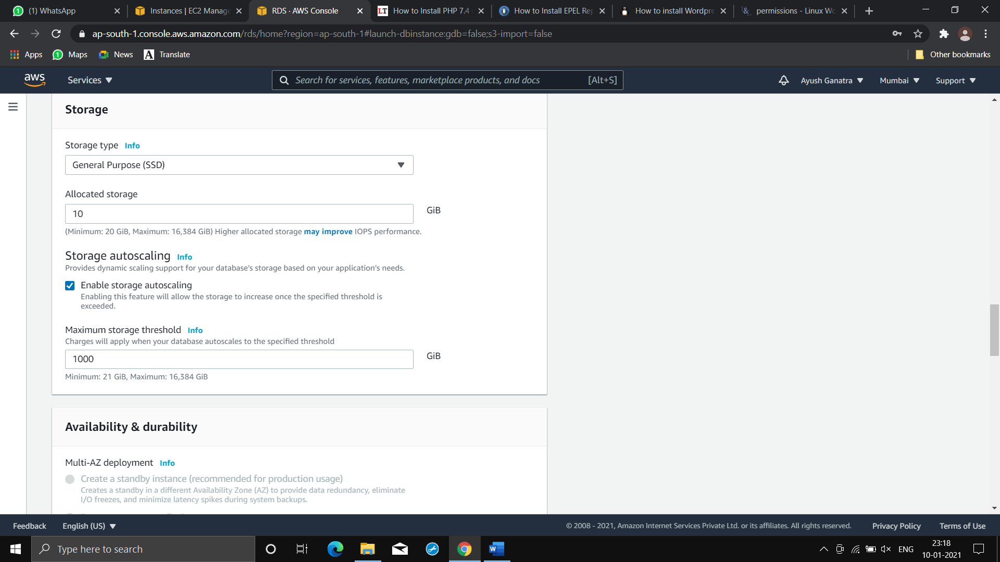 (1) WhatsApp
Instances | EC2 Manage
RDS · AWS Console
LT How to Install PHP 7.4
How to Install EPEL Rep
How to install Wordpre
permissions - Linux Wo
ap-south-1.console.aws.amazon.com/rds/home?region=ap-south-1#launch-dbinstance:gdb=false;s3-import=false
Apps
Maps
News
A Translate
Other bookmarks
aws
Services
Search for services, features, marketplace products, and docs [Alt+S]
Ayush Ganatra
Mumbai
Support
Storage
Storage type Info
General Purpose (SSD)
Allocated storage
10
GiB
(Minimum: 20 GiB, Maximum: 16,384 GiB) Higher allocated storage may improve IOPS performance.
Storage autoscaling Info
Provides dynamic scaling support for your database's storage based on your application's needs.
Enable storage autoscaling
Enabling this feature will allow the storage to increase once the specified threshold is
exceeded.
Maximum storage threshold Info
Charges will apply when your database autoscales to the specified threshold
1000
GiB
Minimum: 21 GiB, Maximum: 16,384 GiB
Availability & durability
Multi-AZ deployment Info
Create a standby instance (recommended for production usage)
Creates a standby in a different Availability Zone (AZ) to provide data redundancy, eliminate
I/O freezes, and minimize latency spikes during system backups.
Feedback
English (US)
© 2008 - 2021, Amazon Internet Services Private Ltd. or its affiliates. All rights reserved.
Privacy Policy
Terms of Use
Type here to search
ENG
23:18
10-01-2021